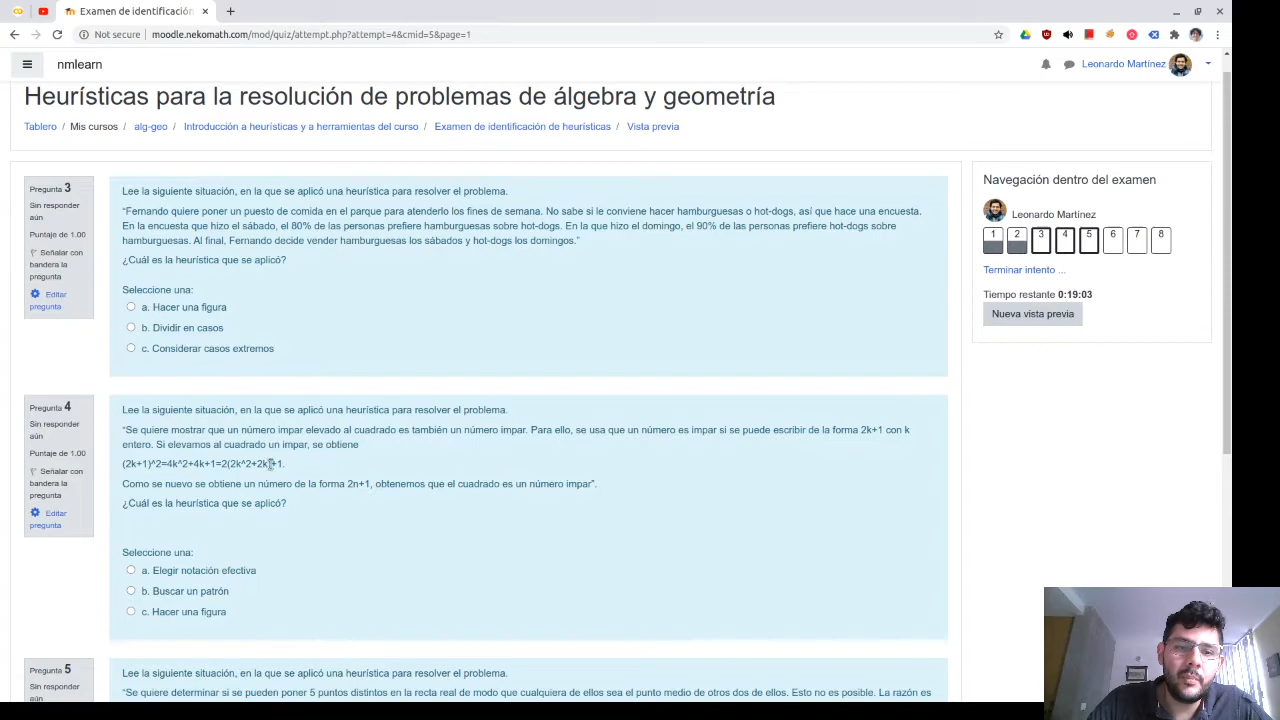 Examen de identificación
Not secure
moodle.nekomath.com/mod/quiz/attempt.php?attempt=4&cmid=5&page=1
nmlearn
Leonardo Martínez
Heurísticas para la resolución de problemas de álgebra y geometría
Tablero / Mis cursos / alg-geo / Introducción a heurísticas y a herramientas del curso / Examen de identificación de heurísticas / Vista previa
Pregunta 3
Sin responder
aún
Puntaje de 1.00
Señalar con
bandera la
pregunta
Editar
pregunta
Lee la siguiente situación, en la que se aplicó una heurística para resolver el problema.
"Fernando quiere poner un puesto de comida en el parque para atenderlo los fines de semana. No sabe si le conviene hacer hamburguesas o hot-dogs, así que hace una encuesta.
En la encuesta que hizo el sábado, el 80% de las personas prefiere hamburguesas sobre hot-dogs. En la que hizo el domingo, el 90% de las personas prefiere hot-dogs sobre
hamburguesas. Al final, Fernando decide vender hamburguesas los sábados y hot-dogs los domingos."
¿Cuál es la heurística que se aplicó?
Seleccione una:
a. Hacer una figura
b. Dividir en casos
c. Considerar casos extremos
Navegación dentro del examen
Leonardo Martínez
1 2 3 4 5 6 7 8
Terminar intento ...
Tiempo restante 0:19:03
Nueva vista previa
Pregunta 4
Sin responder
aún
Puntaje de 1.00
Señalar con
bandera la
pregunta
Editar
pregunta
Lee la siguiente situación, en la que se aplicó una heurística para resolver el problema.
"Se quiere mostrar que un número impar elevado al cuadrado es también un número impar. Para ello, se usa que un número es impar si se puede escribir de la forma 2k+1 con k
entero. Si elevamos al cuadrado un impar, se obtiene
(2k+1)^2=4k^2+4k+1=2(2k^2+2k)+1.
Como se nuevo se obtiene un número de la forma 2n+1, obtenemos que el cuadrado es un número impar".
¿Cuál es la heurística que se aplicó?
Seleccione una:
a. Elegir notación efectiva
b. Buscar un patrón
c. Hacer una figura
Pregunta 5
Sin responder
aún
Lee la siguiente situación, en la que se aplicó una heurística para resolver el problema.
"Se quiere determinar si se pueden poner 5 puntos distintos en la recta real de modo que cualquiera de ellos sea el punto medio de otros dos de ellos. Esto no es posible. La razón es